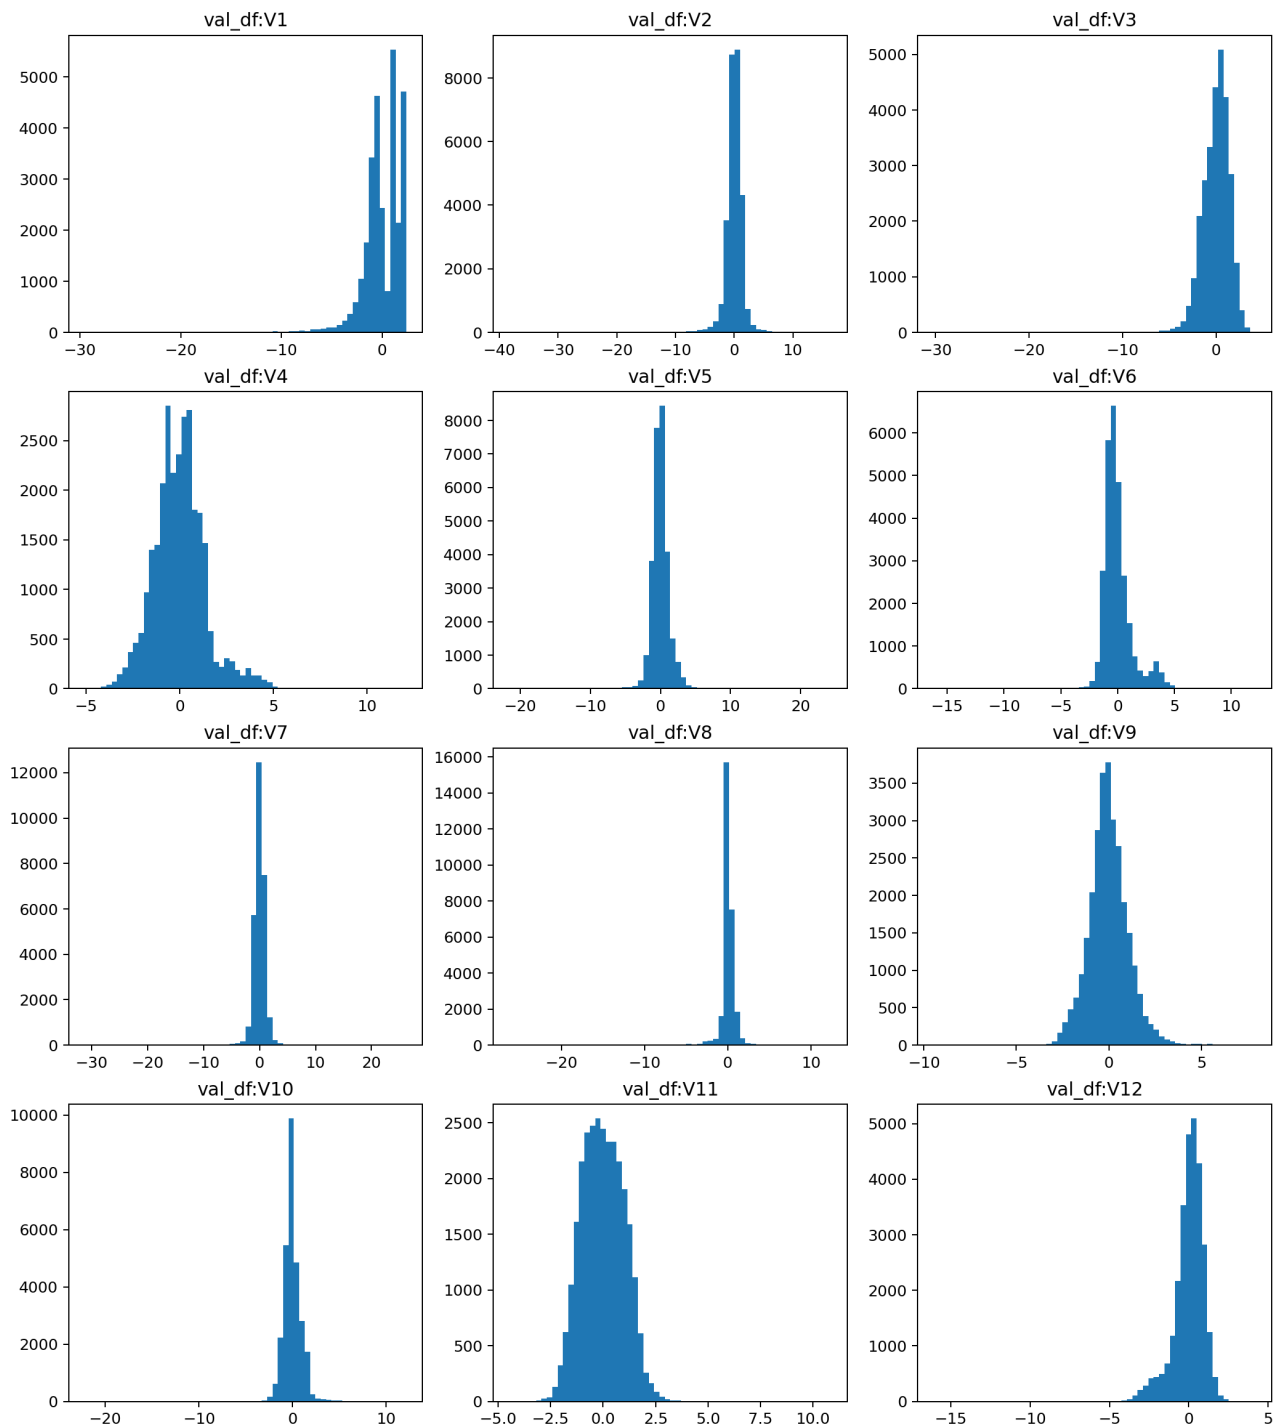 val_df:V1 val_df:V2 val_df:V3
5000 4000 3000 2000 1000 0
−30 −20 −10 0
8000 6000 4000 2000 0
−40 −30 −20 −10 0 10
5000 4000 3000 2000 1000 0
−30 −20 −10 0
val_df:V4 val_df:V5 val_df:V6
2500 2000 1500 1000 500 0
−5 0 5 10
8000 7000 6000 5000 4000 3000 2000 1000 0
−20 −10 0 10 20
6000 5000 4000 3000 2000 1000 0
−15 −10 −5 0 5 10
val_df:V7 val_df:V8 val_df:V9
12000 10000 8000 6000 4000 2000 0
−30 −20 −10 0 10 20
16000 14000 12000 10000 8000 6000 4000 2000 0
−20 −10 0 10
3500 3000 2500 2000 1500 1000 500 0
−10 −5 0 5
val_df:V10 val_df:V11 val_df:V12
10000 8000 6000 4000 2000 0
−20 −10 0 10
2500 2000 1500 1000 500 0
−5.0 −2.5 0.0 2.5 5.0 7.5 10.0
5000 4000 3000 2000 1000 0
−15 −10 −5 0 5